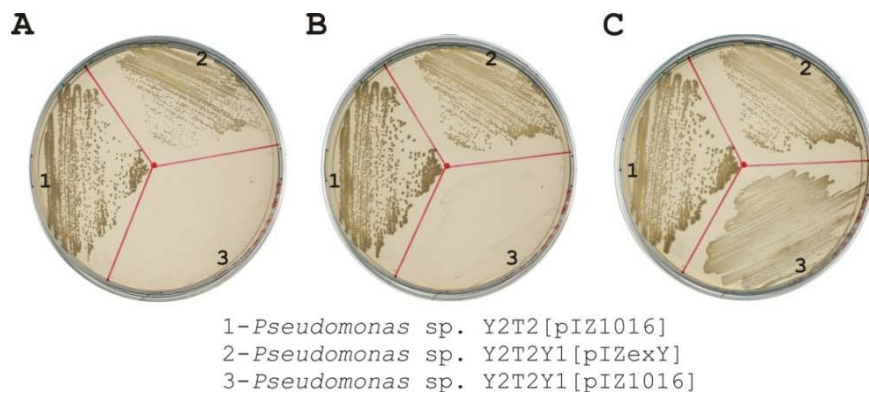 A B C
2 2 2
1 1 1
3 3 3
1-Pseudomonas sp. Y2T2[pIZ1016]
2-Pseudomonas sp. Y2T2Y1[pIZexY]
3-Pseudomonas sp. Y2T2Y1[pIZ1016]